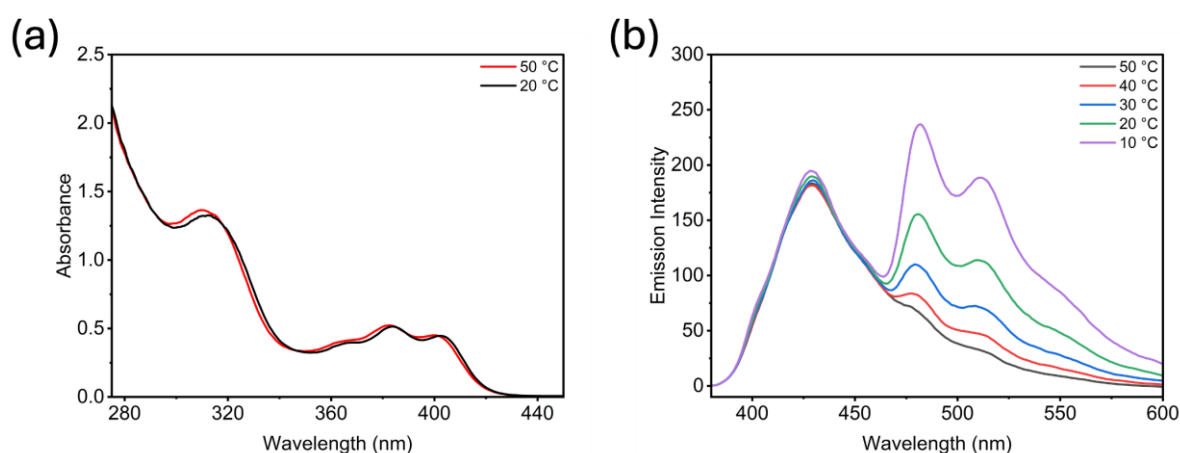 (a)
2.5
2.0
1.5
1.0
0.5
0.0
Absorbance
50 °C
20 °C
280 320 360 400 440
Wavelength (nm)
(b)
300
250
200
150
100
50
0
Emission Intensity
50 °C
40 °C
30 °C
20 °C
10 °C
400 450 500 550 600
Wavelength (nm)